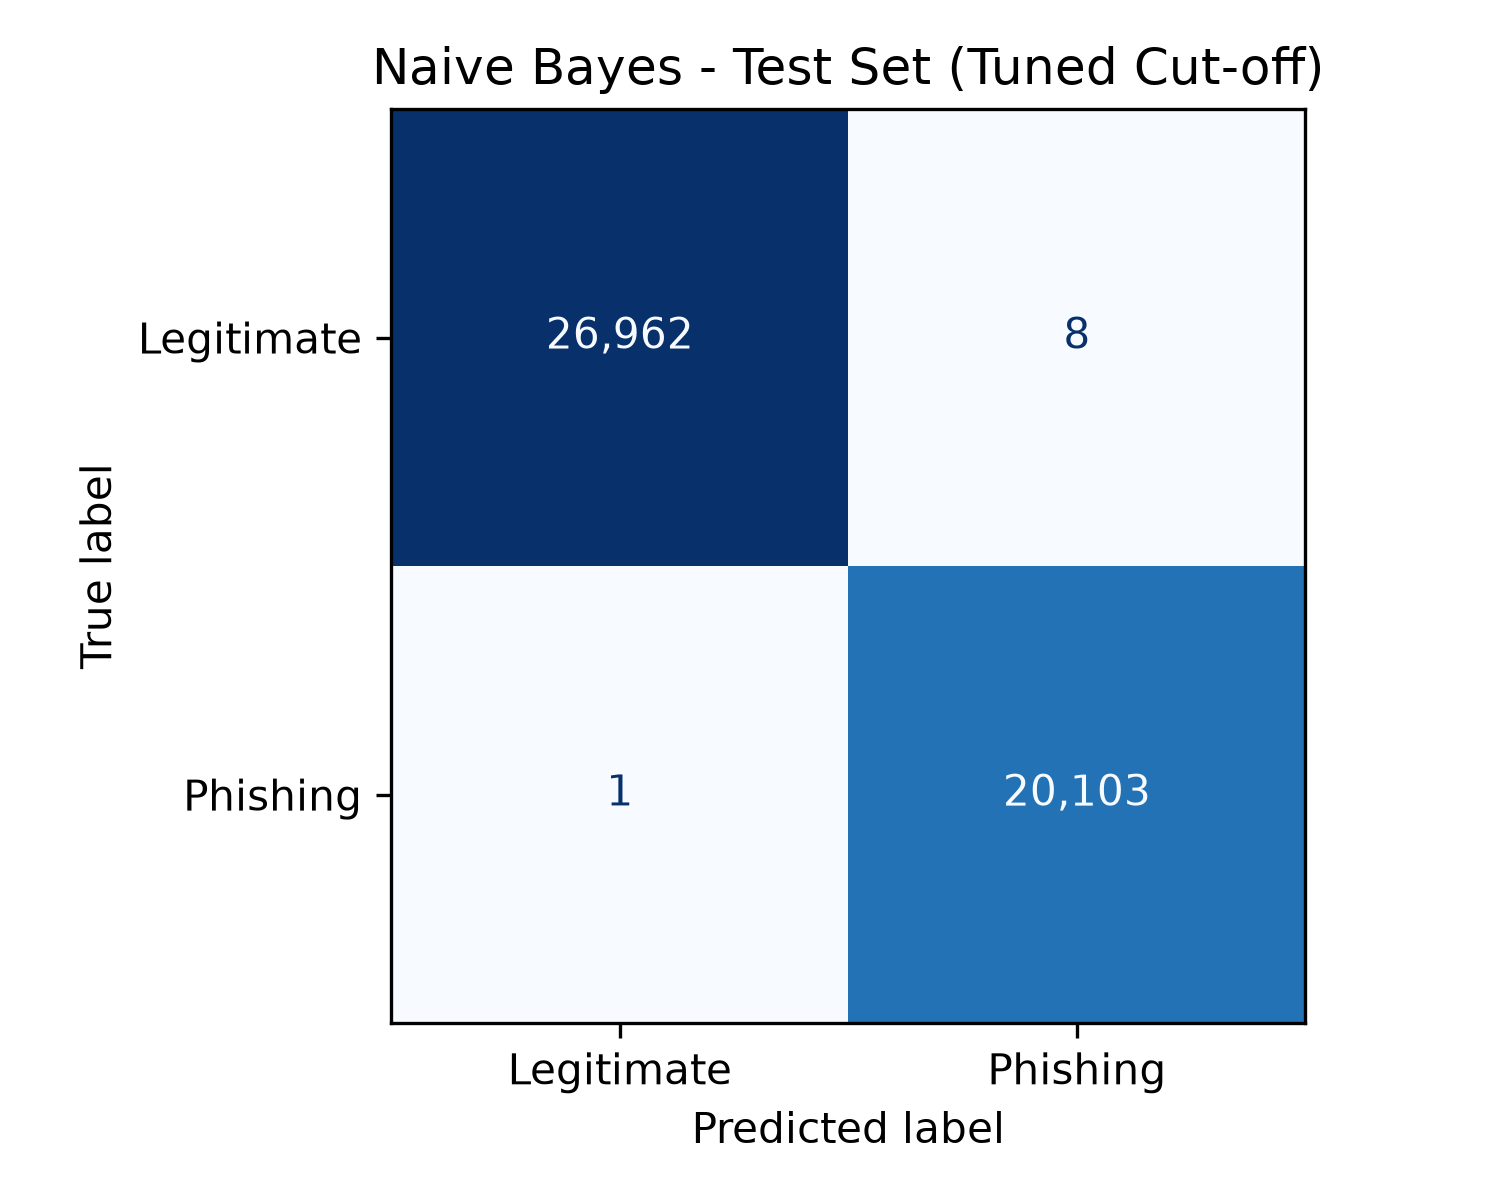 Naive Bayes - Test Set (Tuned Cut-off)
Legitimate
26,962
8
True label
Phishing
1
20,103
Legitimate
Phishing
Predicted label